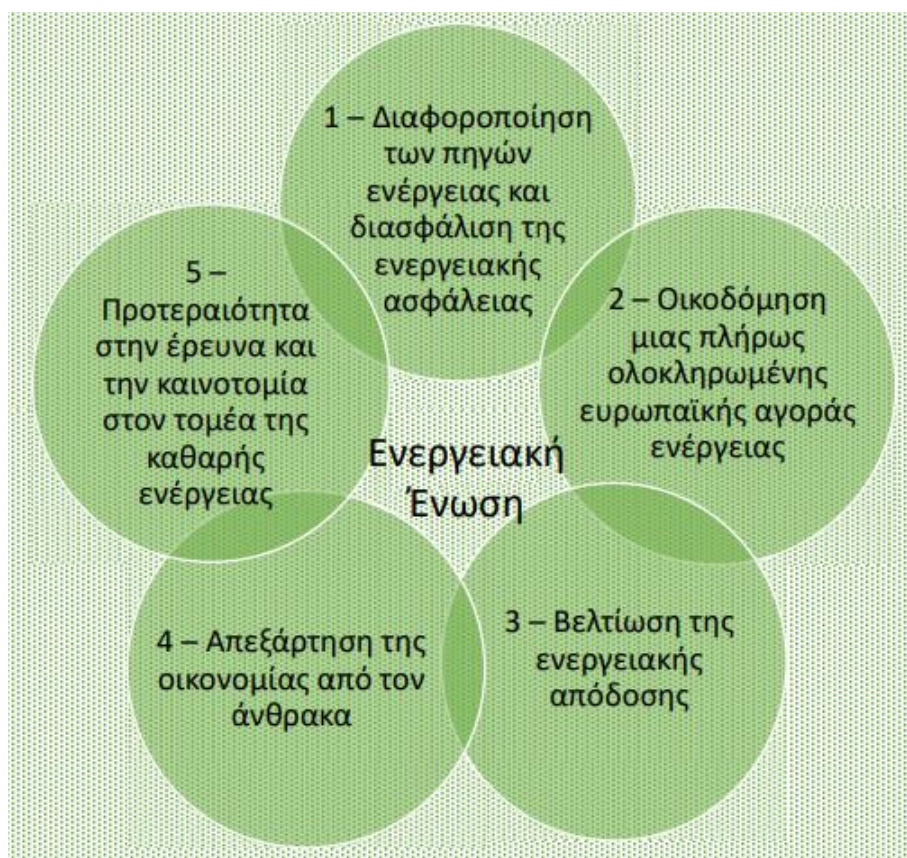 1 – Διαφοροποίηση
των πηγών
ενέργειας και
διασφάλιση της
ενεργειακής
ασφάλειας
2 – Οικοδόμηση
μιας πλήρως
ολοκληρωμένης
ευρωπαϊκής αγοράς
ενέργειας
3 – Βελτίωση της
ενεργειακής
απόδοσης
4 – Απεξάρτηση της
οικονομίας από τον
άνθρακα
5 –
Προτεραιότητα
στην έρευνα και
την καινοτομία
στον τομέα της
καθαρής
ενέργειας
Ενεργειακή
Ένωση